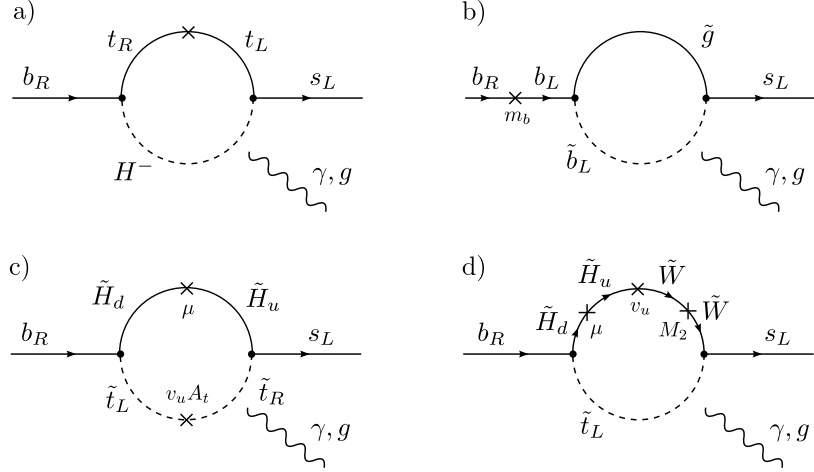 a)
t_R t_L
b_R s_L
H^-
γ, g
b)
g̃
b_R b_L s_L
m_b
b̃_L
γ, g
c)
H̃_d H̃_u
μ
b_R s_L
t̃_L v_u A_t t̃_R
γ, g
d)
H̃_u W̃
v_u
H̃_d μ M_2 W̃
b_R s_L
t̃_L
γ, g